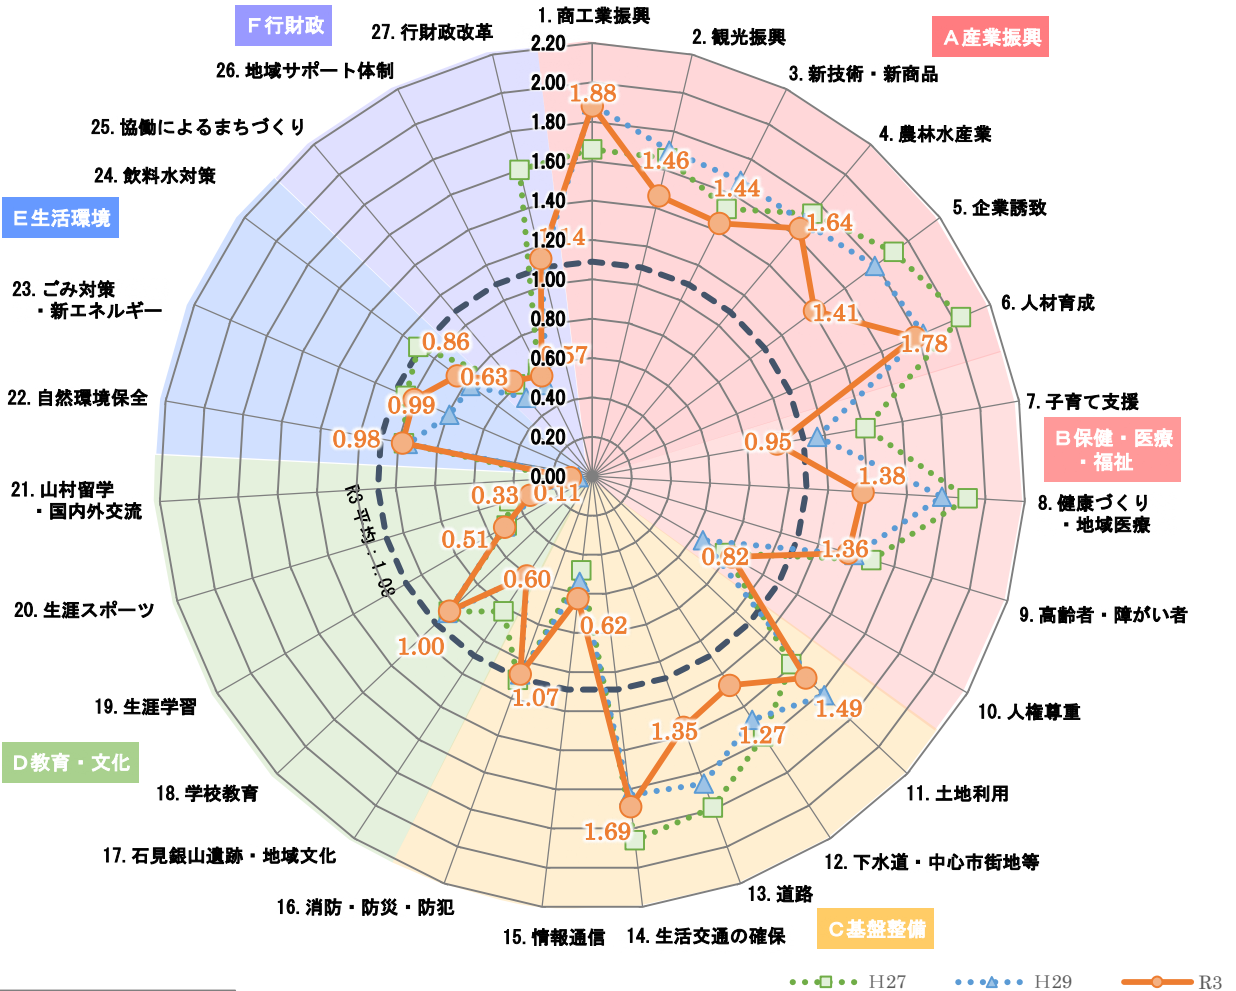 1. 商工業振興
2. 観光振興
3. 新技術・新商品
4. 農林水産業
5. 企業誘致
6. 人材育成
7. 子育て支援
8. 健康づくり
・地域医療
9. 高齢者・障がい者
10. 人権尊重
11. 土地利用
12. 下水道・中心市街地等
13. 道路
14. 生活交通の確保
15. 情報通信
16. 消防・防災・防犯
17. 石見銀山遺跡・地域文化
18. 学校教育
19. 生涯学習
20. 生涯スポーツ
21. 山村留学
・国内外交流
22. 自然環境保全
23. ごみ対策
・新エネルギー
24. 飲料水対策
25. 協働によるまちづくり
26. 地域サポート体制
27. 行財政改革
A産業振興
B保健・医療
・福祉
C基盤整備
D教育・文化
E生活環境
F行財政
2.20
2.00
1.80
1.60
1.40
1.20
1.00
0.80
0.60
0.40
0.20
0.00
1.88
1.46
1.44
1.64
1.41
1.78
0.95
1.38
1.36
0.82
1.49
1.27
1.35
1.69
0.62
1.07
0.60
1.00
0.51
0.33
0.11
0.98
0.99
0.86
0.63
0.57
1.14
R3 平均：1.09
H27
H29
R3